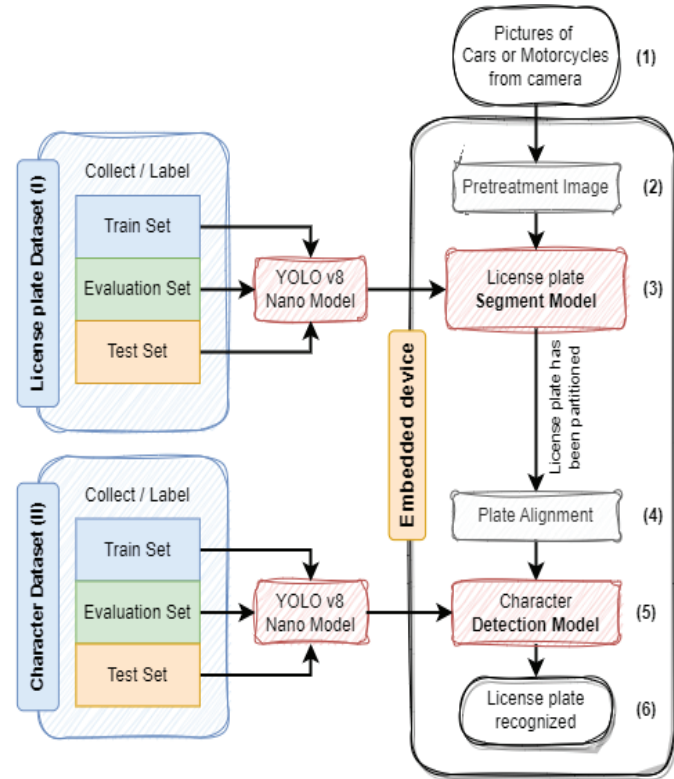 Pictures of
Cars or Motorcycles
from camera
(1)
License plate Dataset (I)
Collect / Label
Train Set
Evaluation Set
Test Set
YOLO v8
Nano Model
Embedded device
Pretreatment Image
(2)
License plate
Segment Model
(3)
License plate has
been partitioned
Plate Alignment
(4)
Character Dataset (II)
Collect / Label
Train Set
Evaluation Set
Test Set
YOLO v8
Nano Model
Character
Detection Model
(5)
License plate
recognized
(6)